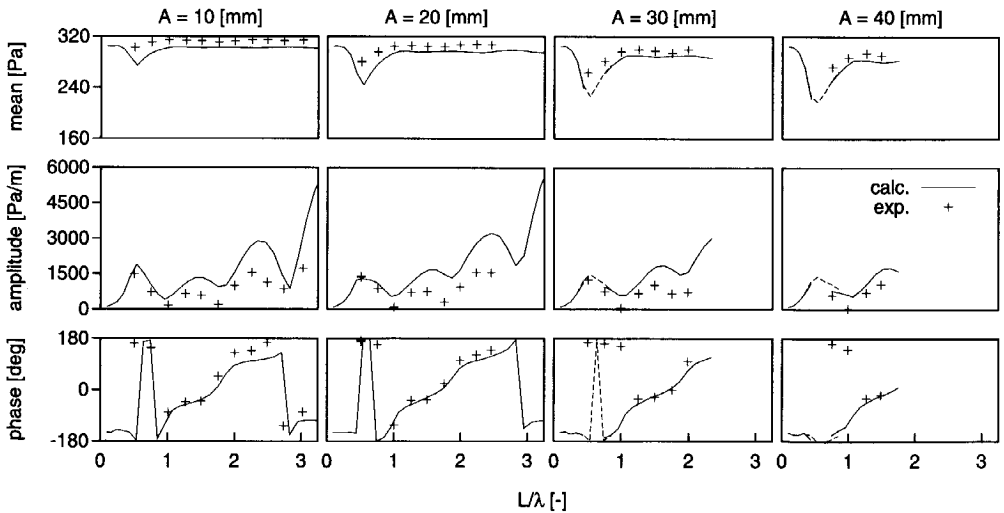 A = 10 [mm] A = 20 [mm] A = 30 [mm] A = 40 [mm]
mean [Pa]
320
240
160
amplitude [Pa/m]
6000
4500
3000
1500
0
calc.
exp.
phase [deg]
180
0
-180
0 1 2 3 0 1 2 3 0 1 2 3 0 1 2 3
L/λ [-]